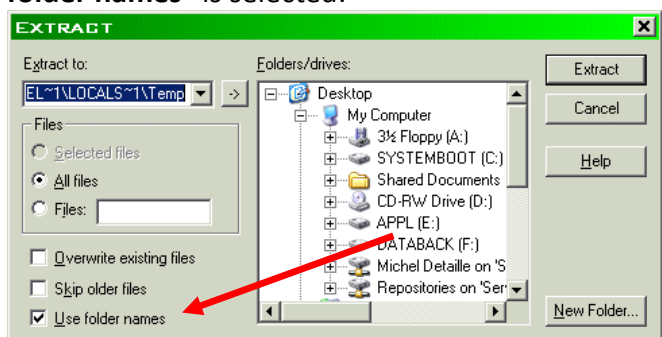 folder names" is selected.
EXTRACT
Extract to:
EL~1\LOCALS~1\Temp
->
Files
Selected files
All files
Files:
Overwrite existing files
Skip older files
Use folder names
Folders/drives:
Desktop
My Computer
3½ Floppy (A:)
SYSTEMBOOT (C:)
Shared Documents
CD-RW Drive (D:)
APPL (E:)
DATABACK (F:)
Michel Detaille on 'S
Repositories on 'Ser
Extract
Cancel
Help
New Folder...